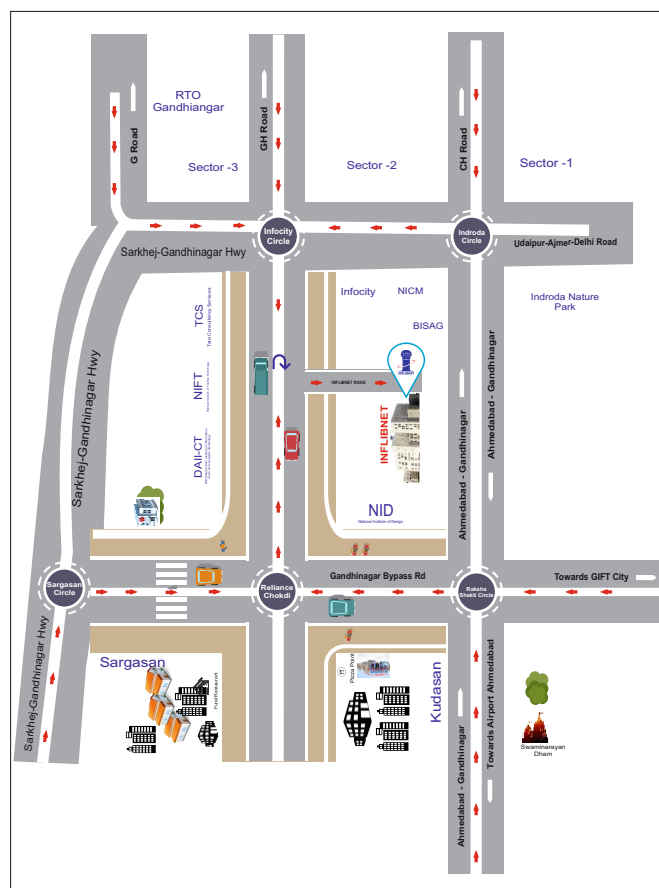 RTO
Gandhiangar
G Road
GH Road
CH Road
Sector -3
Sector -2
Sector -1
Infocity
Circle
Indroda
Circle
Udaipur-Ajmer-Delhi Road
Sarkhej-Gandhinagar Hwy
Infocity
NICM
BISAG
Indroda Nature
Park
TCS
Tata Consultancy Services
NIFT
DAII-CT
INFLIBNET ROAD
INFLIBNET
INFLIBNET
Sarkhej-Gandhinagar Hwy
Ahmedabad - Gandhinagar
Ahmedabad - Gandhinagar
NID
National Institute of Design
Sargasan
Circle
Reliance
Chokdi
Gandhinagar Bypass Rd
Raksha
Shakti Circle
Towards GIFT City
Sarkhej-Gandhinagar Hwy
Sargasan
Pizza Point
Kudasan
Ahmedabad - Gandhinagar
Towards Airport Ahmedabad
Swaminarayan
Dham